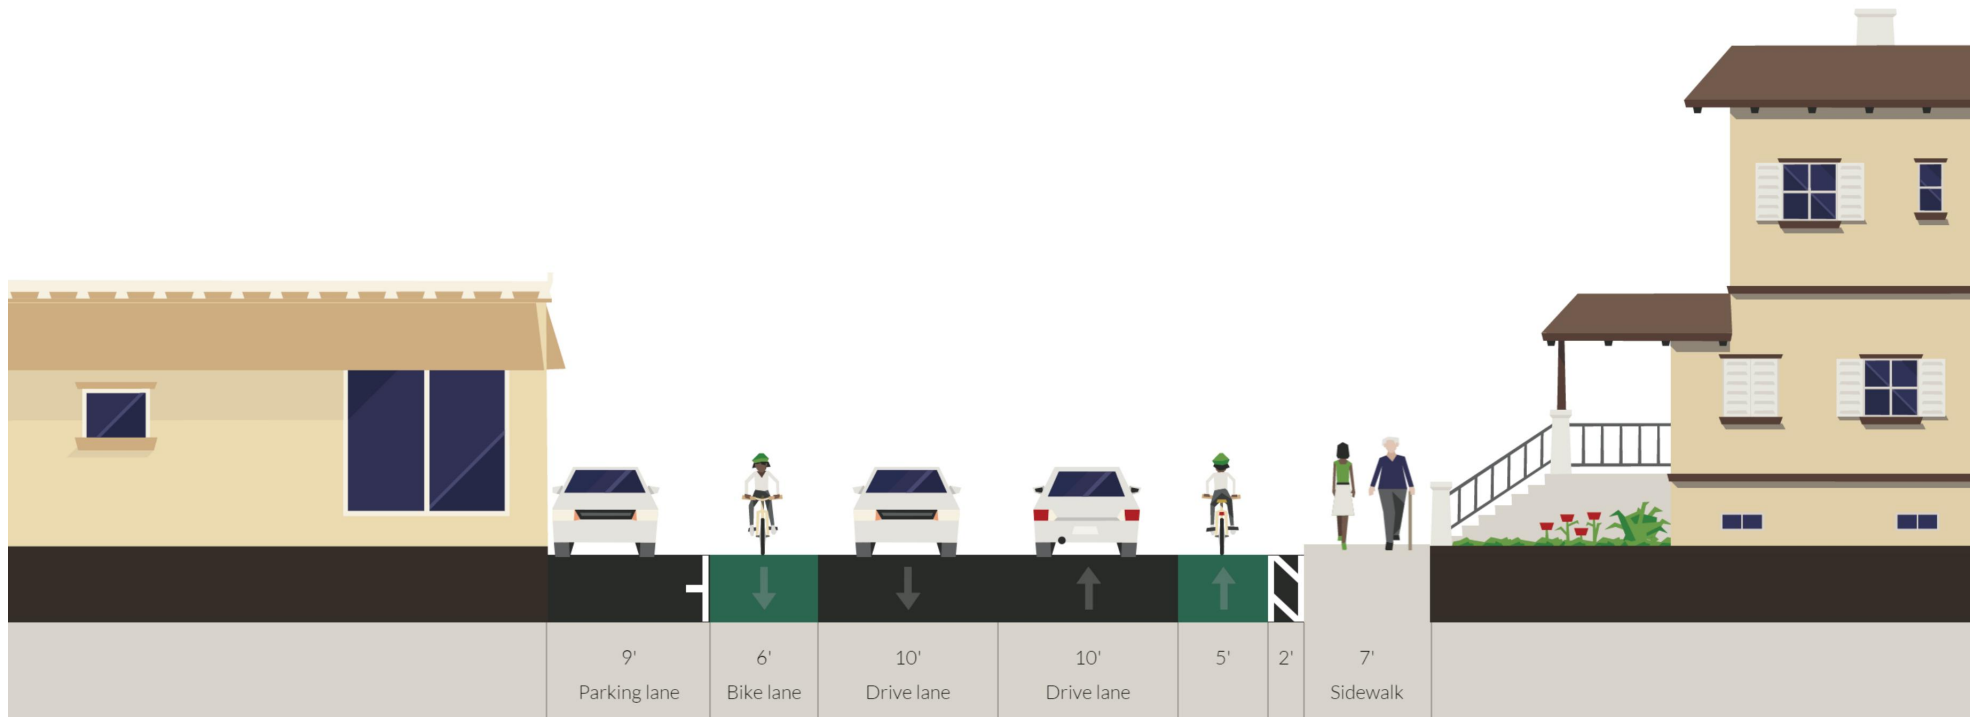 9' 6' 10' 10' 5' 2' 7'
Parking lane Bike lane Drive lane Drive lane Sidewalk